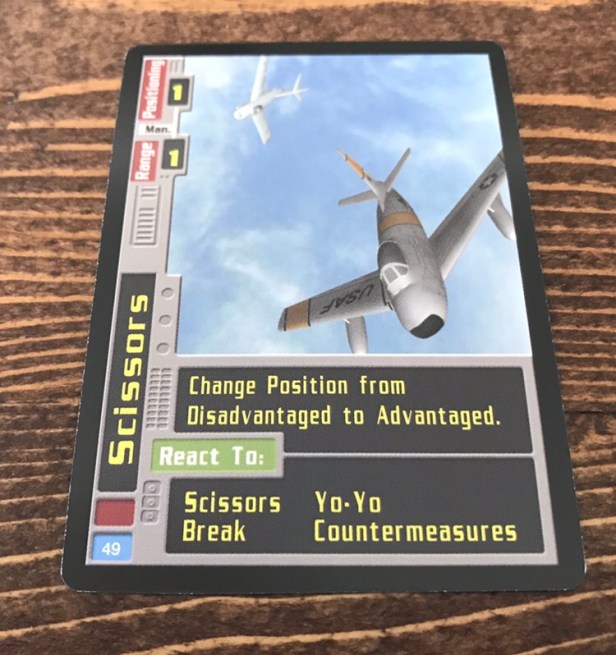 Positioning
1
Man.
Range
1
USAF
Scissors
Change Position from
Disadvantaged to Advantaged.
React To:
Scissors Yo-Yo
Break Countermeasures
49